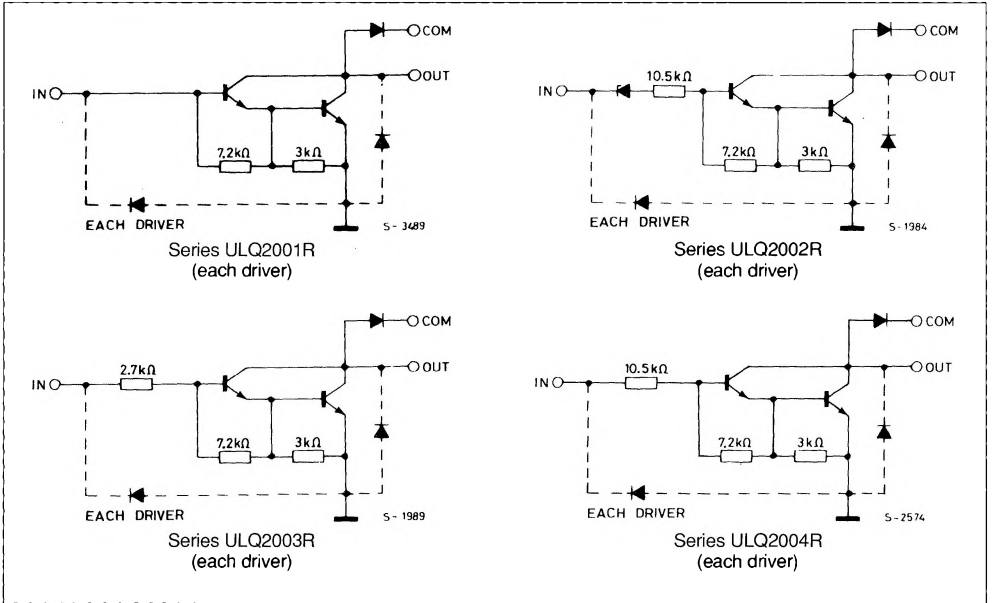 COM
OUT
IN
7.2kΩ
3kΩ
EACH DRIVER
S-3489
Series ULQ2001R
(each driver)
COM
OUT
IN
10.5kΩ
7.2kΩ
3kΩ
EACH DRIVER
S-1984
Series ULQ2002R
(each driver)
COM
OUT
IN
2.7kΩ
7.2kΩ
3kΩ
EACH DRIVER
S-1989
Series ULQ2003R
(each driver)
COM
OUT
IN
10.5kΩ
7.2kΩ
3kΩ
EACH DRIVER
S-2574
Series ULQ2004R
(each driver)